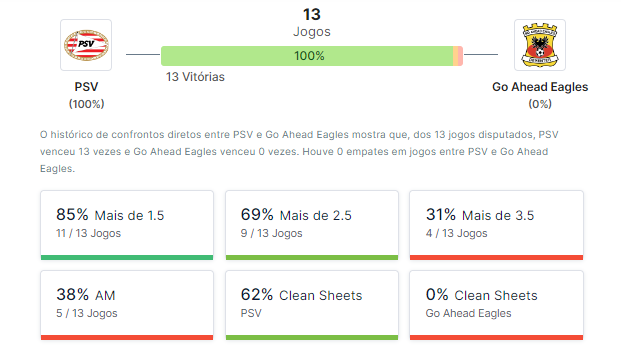 13
Jogos
PSV
100%
13 Vitórias
PSV
(100%)
Go Ahead Eagles
(0%)
O histórico de confrontos diretos entre PSV e Go Ahead Eagles mostra que, dos 13 jogos disputados, PSV
venceu 13 vezes e Go Ahead Eagles venceu 0 vezes. Houve 0 empates em jogos entre PSV e Go Ahead
Eagles.
85% Mais de 1.5
11 / 13 Jogos
69% Mais de 2.5
9 / 13 Jogos
31% Mais de 3.5
4 / 13 Jogos
38% AM
5 / 13 Jogos
62% Clean Sheets
PSV
0% Clean Sheets
Go Ahead Eagles